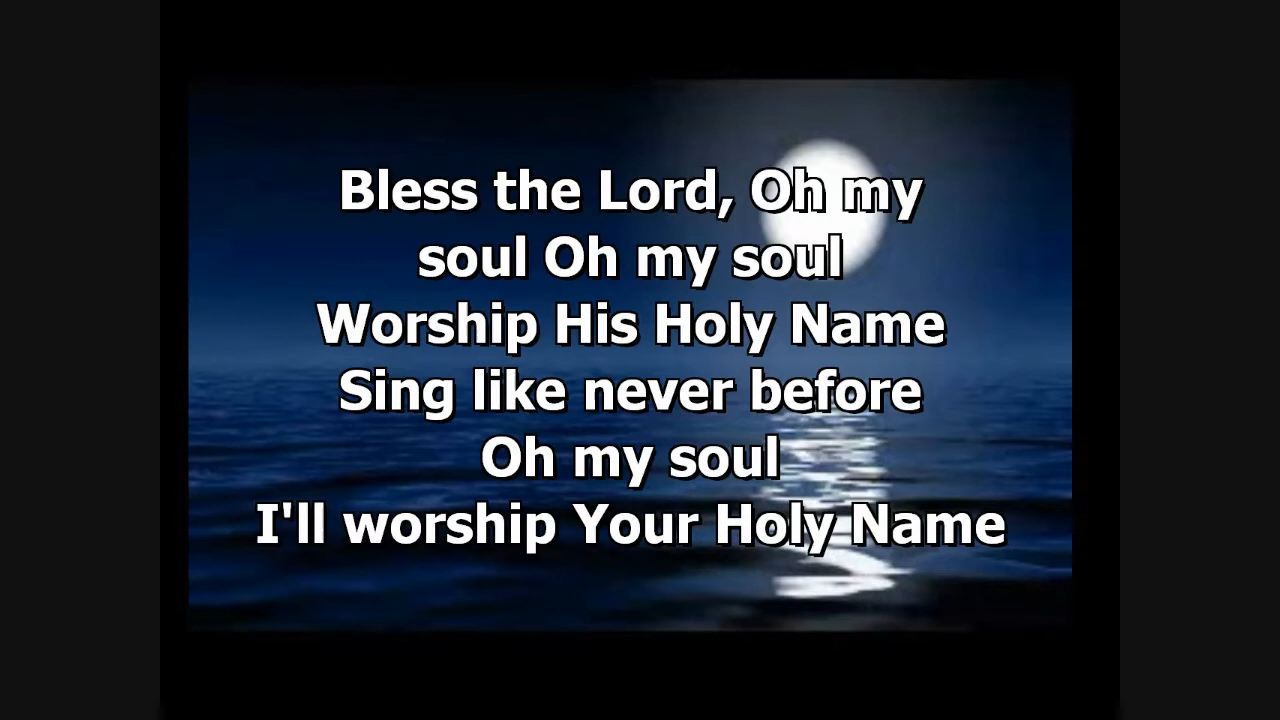 Bless the Lord, Oh my
soul Oh my soul
Worship His Holy Name
Sing like never before
Oh my soul
I'll worship Your Holy Name